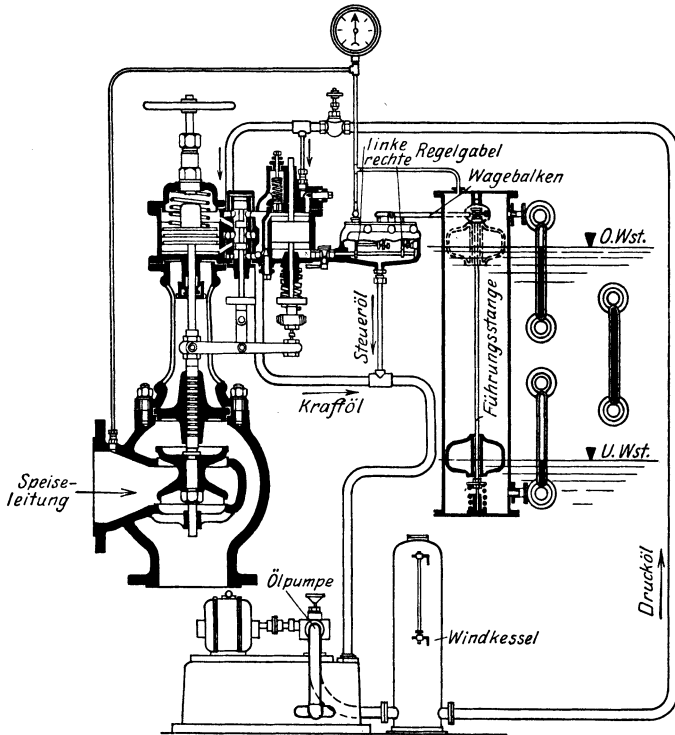 linke
rechte Regelgabel
Wagebalken
O.Wst.
Steueröl
Führungsstange
Kraftöl
U.Wst.
Speise-
leitung
Ölpumpe
Windkessel
Drucköl